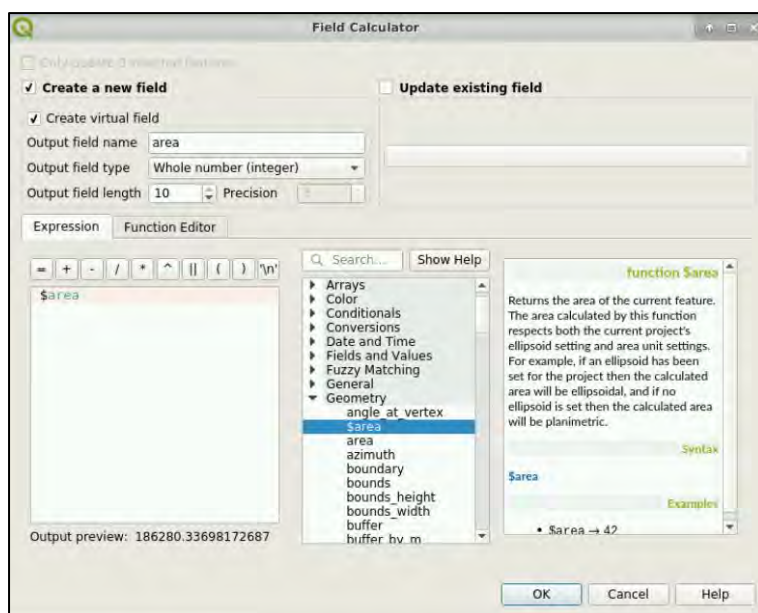 Field Calculator
Only update 0 selected features
Create a new field
Update existing field
Create virtual field
Output field name area
Output field type Whole number (integer)
Output field length 10 Precision
Expression Function Editor
= + - / * ^ || ( ) '\n'
Search... Show Help
$area
Arrays
Color
Conditionals
Conversions
Date and Time
Fields and Values
Fuzzy Matching
General
Geometry
angle_at_vertex
$area
area
azimuth
boundary
bounds
bounds_height
bounds_width
buffer
buffer_by_m
function $area
Returns the area of the current feature.
The area calculated by this function
respects both the current project's
ellipsoid setting and area unit settings.
For example, if an ellipsoid has been
set for the project then the calculated
area will be ellipsoidal, and if no
ellipsoid is set then the calculated area
will be planimetric.
Syntax
$area
Examples
• $area → 42
Output preview: 186280.33698172687
OK Cancel Help